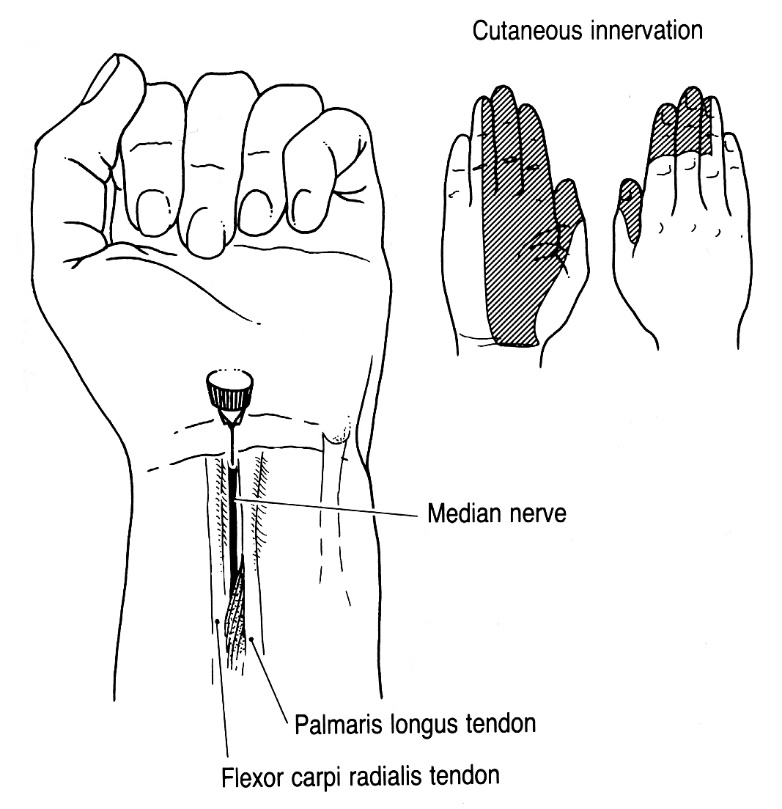 Cutaneous innervation
Median nerve
Palmaris longus tendon
Flexor carpi radialis tendon